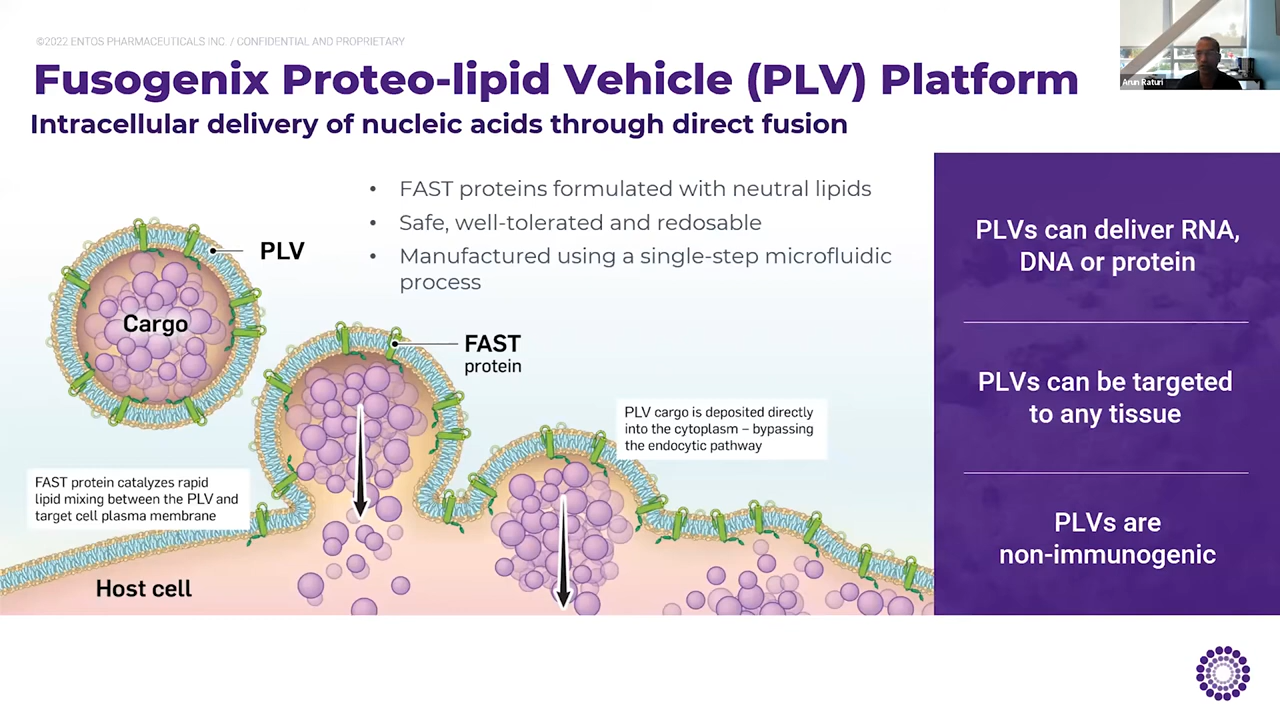 ©2022 ENTOS PHARMACEUTICALS INC. / CONFIDENTIAL AND PROPRIETARY
Fusogenix Proteo-lipid Vehicle (PLV) Platform
Intracellular delivery of nucleic acids through direct fusion
Arun Raturi
• FAST proteins formulated with neutral lipids
• Safe, well-tolerated and redosable
• Manufactured using a single-step microfluidic
process
PLV
Cargo
FAST
protein
PLV cargo is deposited directly
into the cytoplasm – bypassing
the endocytic pathway
FAST protein catalyzes rapid
lipid mixing between the PLV and
target cell plasma membrane
Host cell
PLVs can deliver RNA,
DNA or protein
PLVs can be targeted
to any tissue
PLVs are
non-immunogenic